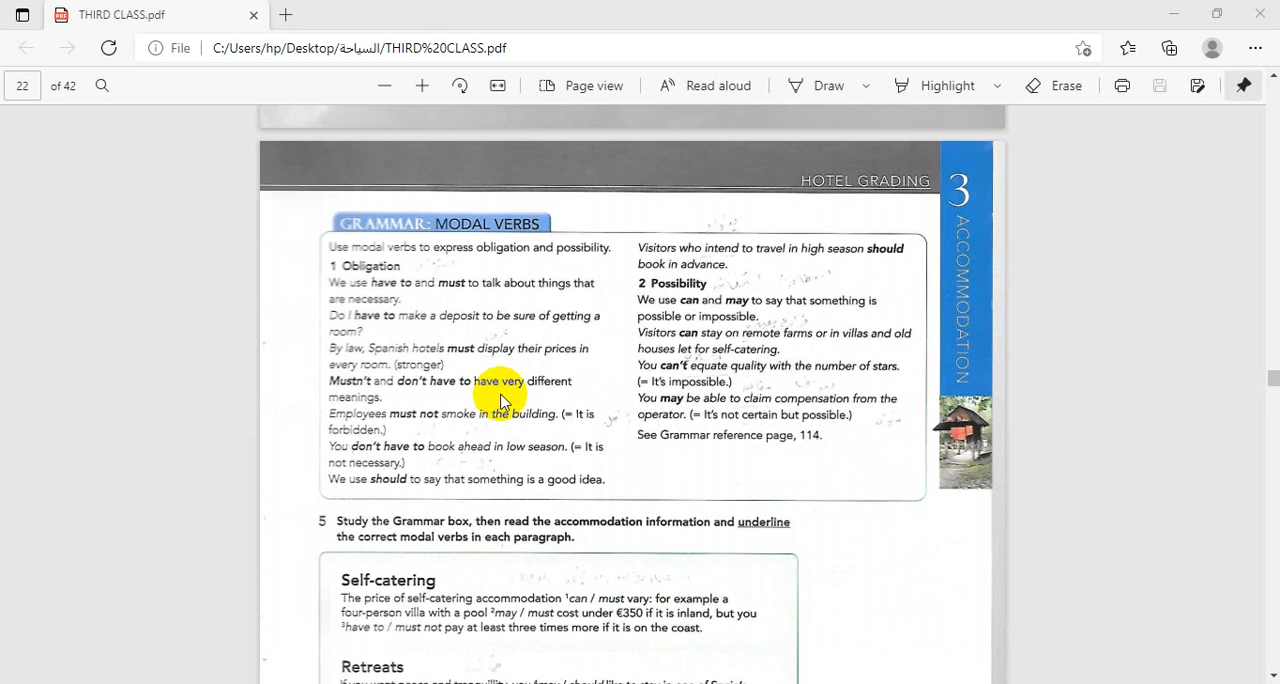 THIRD CLASS.pdf
File
C:/Users/hp/Desktop/السياحة/THIRD%20CLASS.pdf
22 of 42
Page view
Read aloud
Draw
Highlight
Erase
HOTEL GRADING
3
ACCOMMODATION
GRAMMAR: MODAL VERBS
Use modal verbs to express obligation and possibility.
1 Obligation
We use have to and must to talk about things that
are necessary.
Do I have to make a deposit to be sure of getting a
room?
By law, Spanish hotels must display their prices in
every room. (stronger)
Mustn't and don't have to have very different
meanings.
Employees must not smoke in the building. (= It is
forbidden.)
You don't have to book ahead in low season. (= It is
not necessary.)
We use should to say that something is a good idea.
Visitors who intend to travel in high season should
book in advance.
2 Possibility
We use can and may to say that something is
possible or impossible.
Visitors can stay on remote farms or in villas and old
houses let for self-catering.
You can't equate quality with the number of stars.
(= It's impossible.)
You may be able to claim compensation from the
operator. (= It's not certain but possible.)
See Grammar reference page, 114.
5 Study the Grammar box, then read the accommodation information and underline
the correct modal verbs in each paragraph.
Self-catering
The price of self-catering accommodation ¹can / must vary: for example a
four-person villa with a pool ²may / must cost under €350 if it is inland, but you
³have to / must not pay at least three times more if it is on the coast.
Retreats